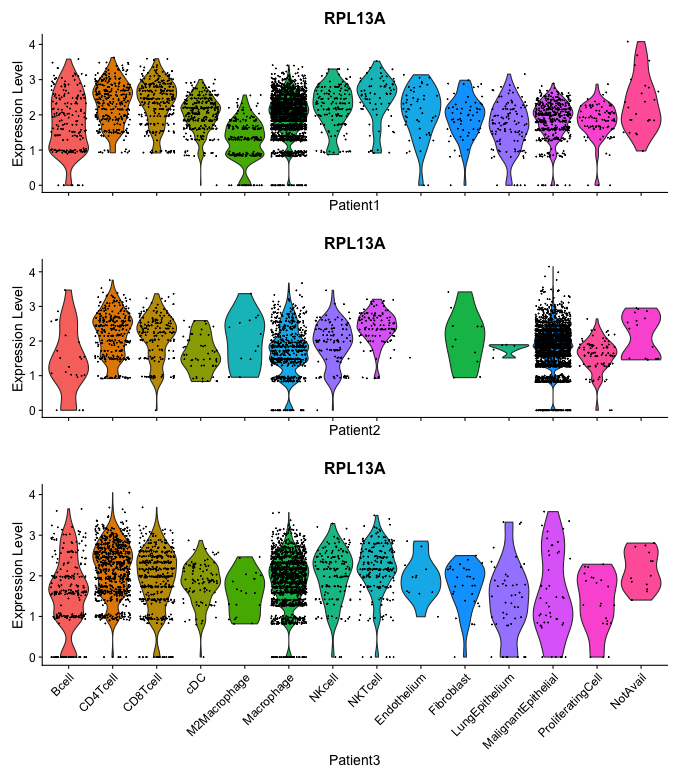 RPL13A
Expression Level
4
3
2
1
0
Patient1
RPL13A
Expression Level
4
3
2
1
0
Patient2
RPL13A
Expression Level
4
3
2
1
0
Bcell
CD4Tcell
CD8Tcell
cDC
M2Macrophage
Macrophage
NKcell
NKTcell
Endothelium
Fibroblast
LungEpithelium
MalignantEpithelial
ProliferatingCell
NotAvail
Patient3